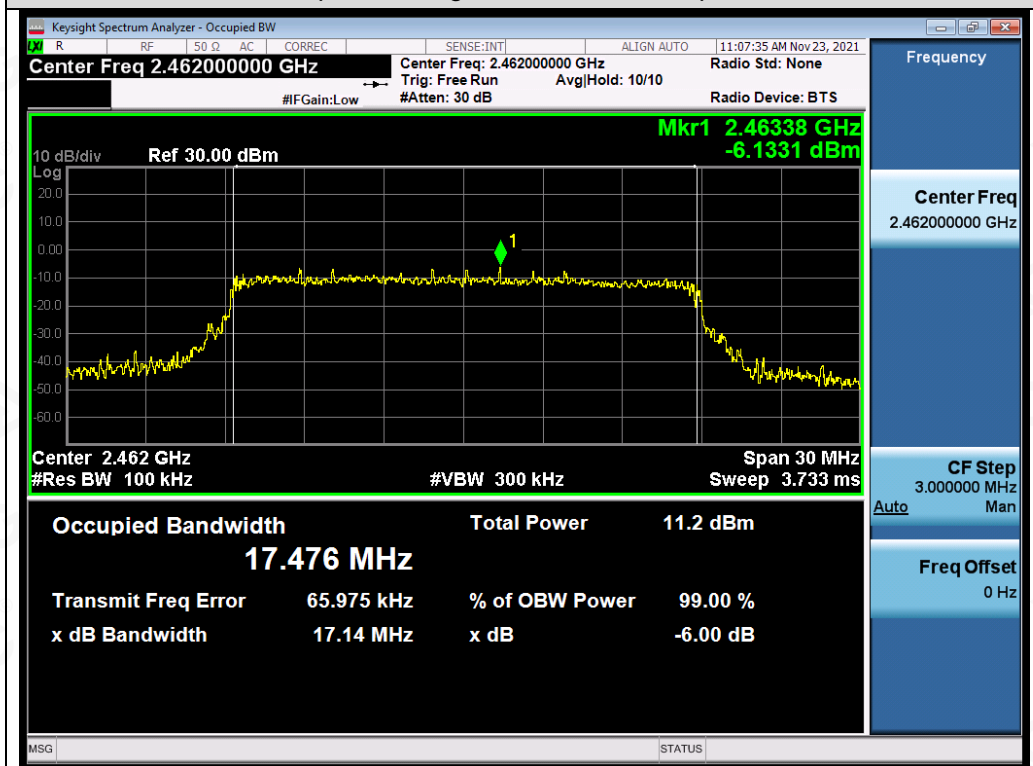 Keysight Spectrum Analyzer - Occupied BW
LXI R RF 50 Ω AC CORREC SENSE:INT ALIGN AUTO 11:07:35 AM Nov 23, 2021
Center Freq 2.462000000 GHz Center Freq: 2.462000000 GHz Radio Std: None
Trig: Free Run Avg|Hold: 10/10
#IFGain:Low #Atten: 30 dB Radio Device: BTS
Mkr1 2.46338 GHz
10 dB/div Ref 30.00 dBm -6.1331 dBm
Log
20.0
10.0
0.00
-10.0
-20.0
-30.0
-40.0
-50.0
-60.0
1
Center 2.462 GHz Span 30 MHz
#Res BW 100 kHz #VBW 300 kHz Sweep 3.733 ms
Occupied Bandwidth Total Power 11.2 dBm
17.476 MHz
Transmit Freq Error 65.975 kHz % of OBW Power 99.00 %
x dB Bandwidth 17.14 MHz x dB -6.00 dB
Frequency
Center Freq
2.462000000 GHz
CF Step
3.000000 MHz
Auto Man
Freq Offset
0 Hz
MSG STATUS